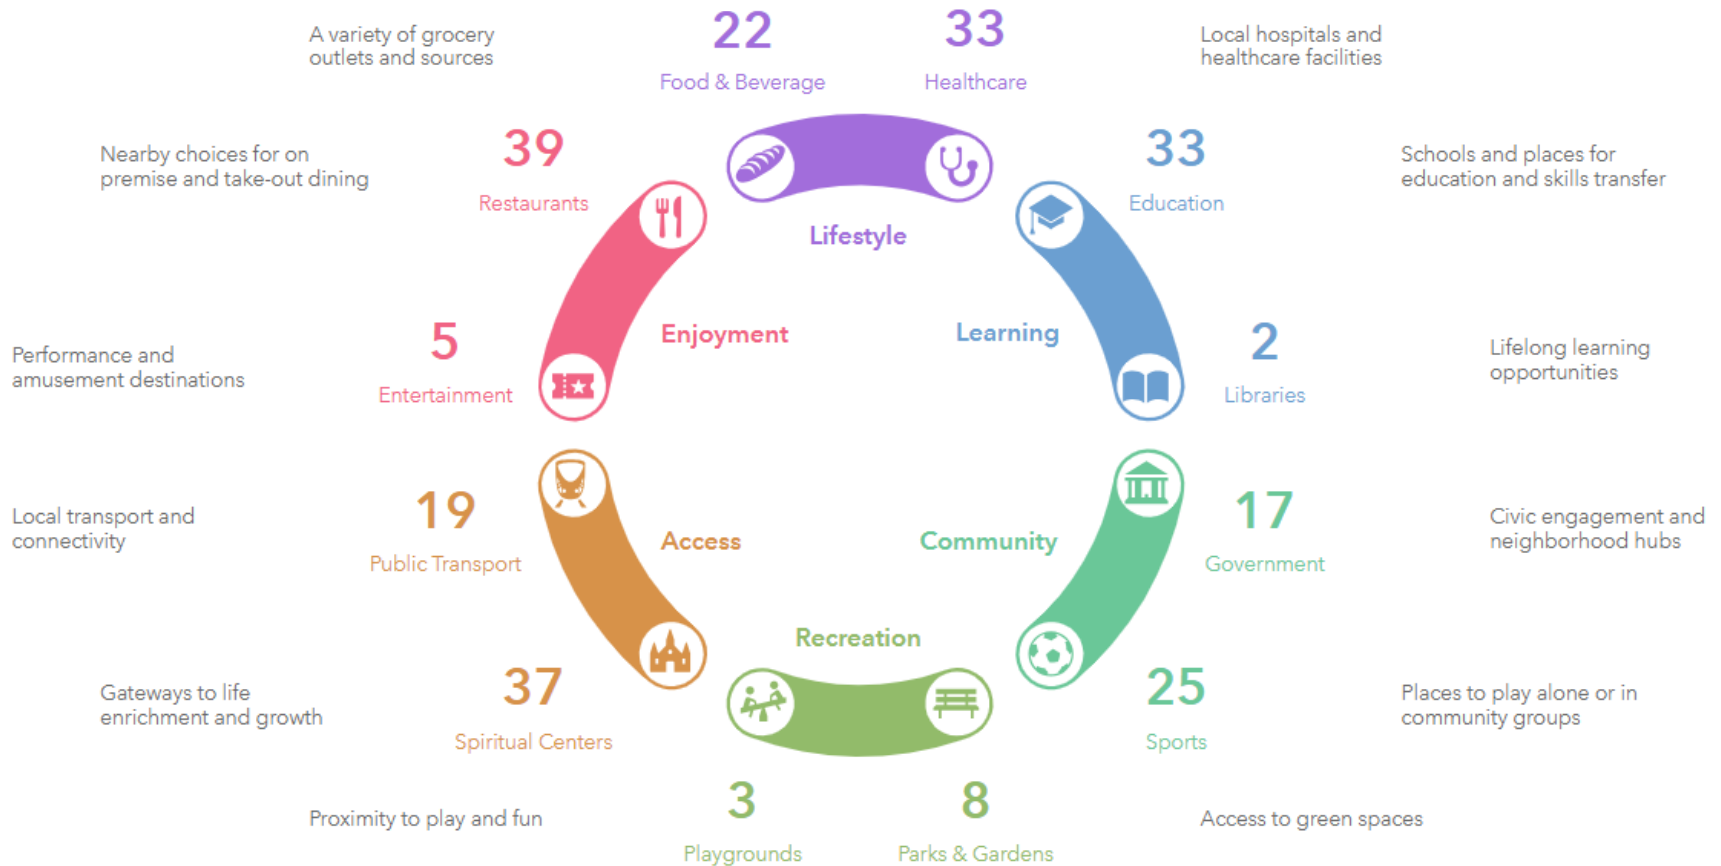 22
33
A variety of grocery
outlets and sources
Local hospitals and
healthcare facilities
Food & Beverage
Healthcare
39
33
Nearby choices for on
premise and take-out dining
Schools and places for
education and skills transfer
Restaurants
Education
Lifestyle
Enjoyment
Learning
5
2
Performance and
amusement destinations
Lifelong learning
opportunities
Entertainment
Libraries
19
17
Local transport and
connectivity
Civic engagement and
neighborhood hubs
Access
Community
Public Transport
Government
Recreation
37
25
Gateways to life
enrichment and growth
Places to play alone or in
community groups
Spiritual Centers
Sports
3
8
Proximity to play and fun
Access to green spaces
Playgrounds
Parks & Gardens